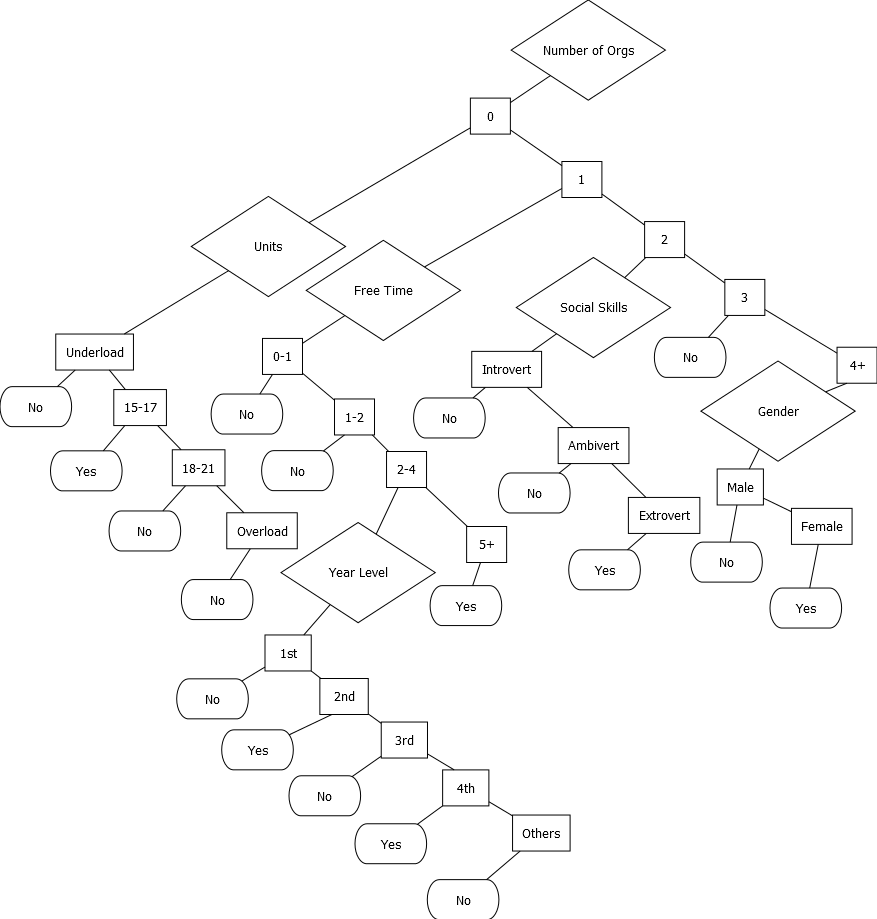 Number of Orgs
0
1
2
3
4+
Units
Free Time
Social Skills
Gender
Underload
No
15-17
Yes
18-21
No
Overload
No
0-1
No
1-2
No
2-4
5+
Yes
Year Level
1st
No
2nd
Yes
3rd
No
4th
Yes
Others
No
Introvert
No
Ambivert
No
Extrovert
Yes
No
Male
No
Female
Yes